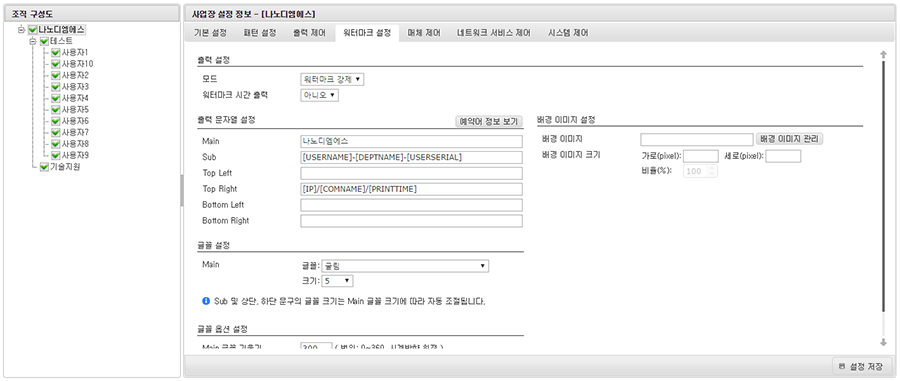 조직 구성도
나노디엠에스
테스트
사용자1
사용자10
사용자2
사용자3
사용자4
사용자5
사용자6
사용자7
사용자8
사용자9
기술지원
사업장 설정 정보 - [나노디엠에스]
기본 설정 패턴 설정 출력 제어 워터마크 설정 매체 제어 네트워크 서비스 제어 시스템 제어
출력 설정
모드 워터마크 강제
워터마크 시간 출력 아니오
출력 문자열 설정 예약어 정보 보기
Main 나노디엠에스
Sub [USERNAME]-[DEPTNAME]-[USERSERIAL]
Top Left
Top Right [IP]/[COMNAME]/[PRINTTIME]
Bottom Left
Bottom Right
배경 이미지 설정
배경 이미지 배경 이미지 관리
배경 이미지 크기 가로(pixel): 세로(pixel):
비율(%): 100
글꼴 설정
Main 글꼴: 굴림
크기: 5
Sub 및 상단, 하단 문구의 글꼴 크기는 Main 글꼴 크기에 따라 자동 조절됩니다.
글꼴 옵션 설정
Main 글꼴 기울기 300 ( 범위: 0~360, 시계방향 회전 )
설정 저장